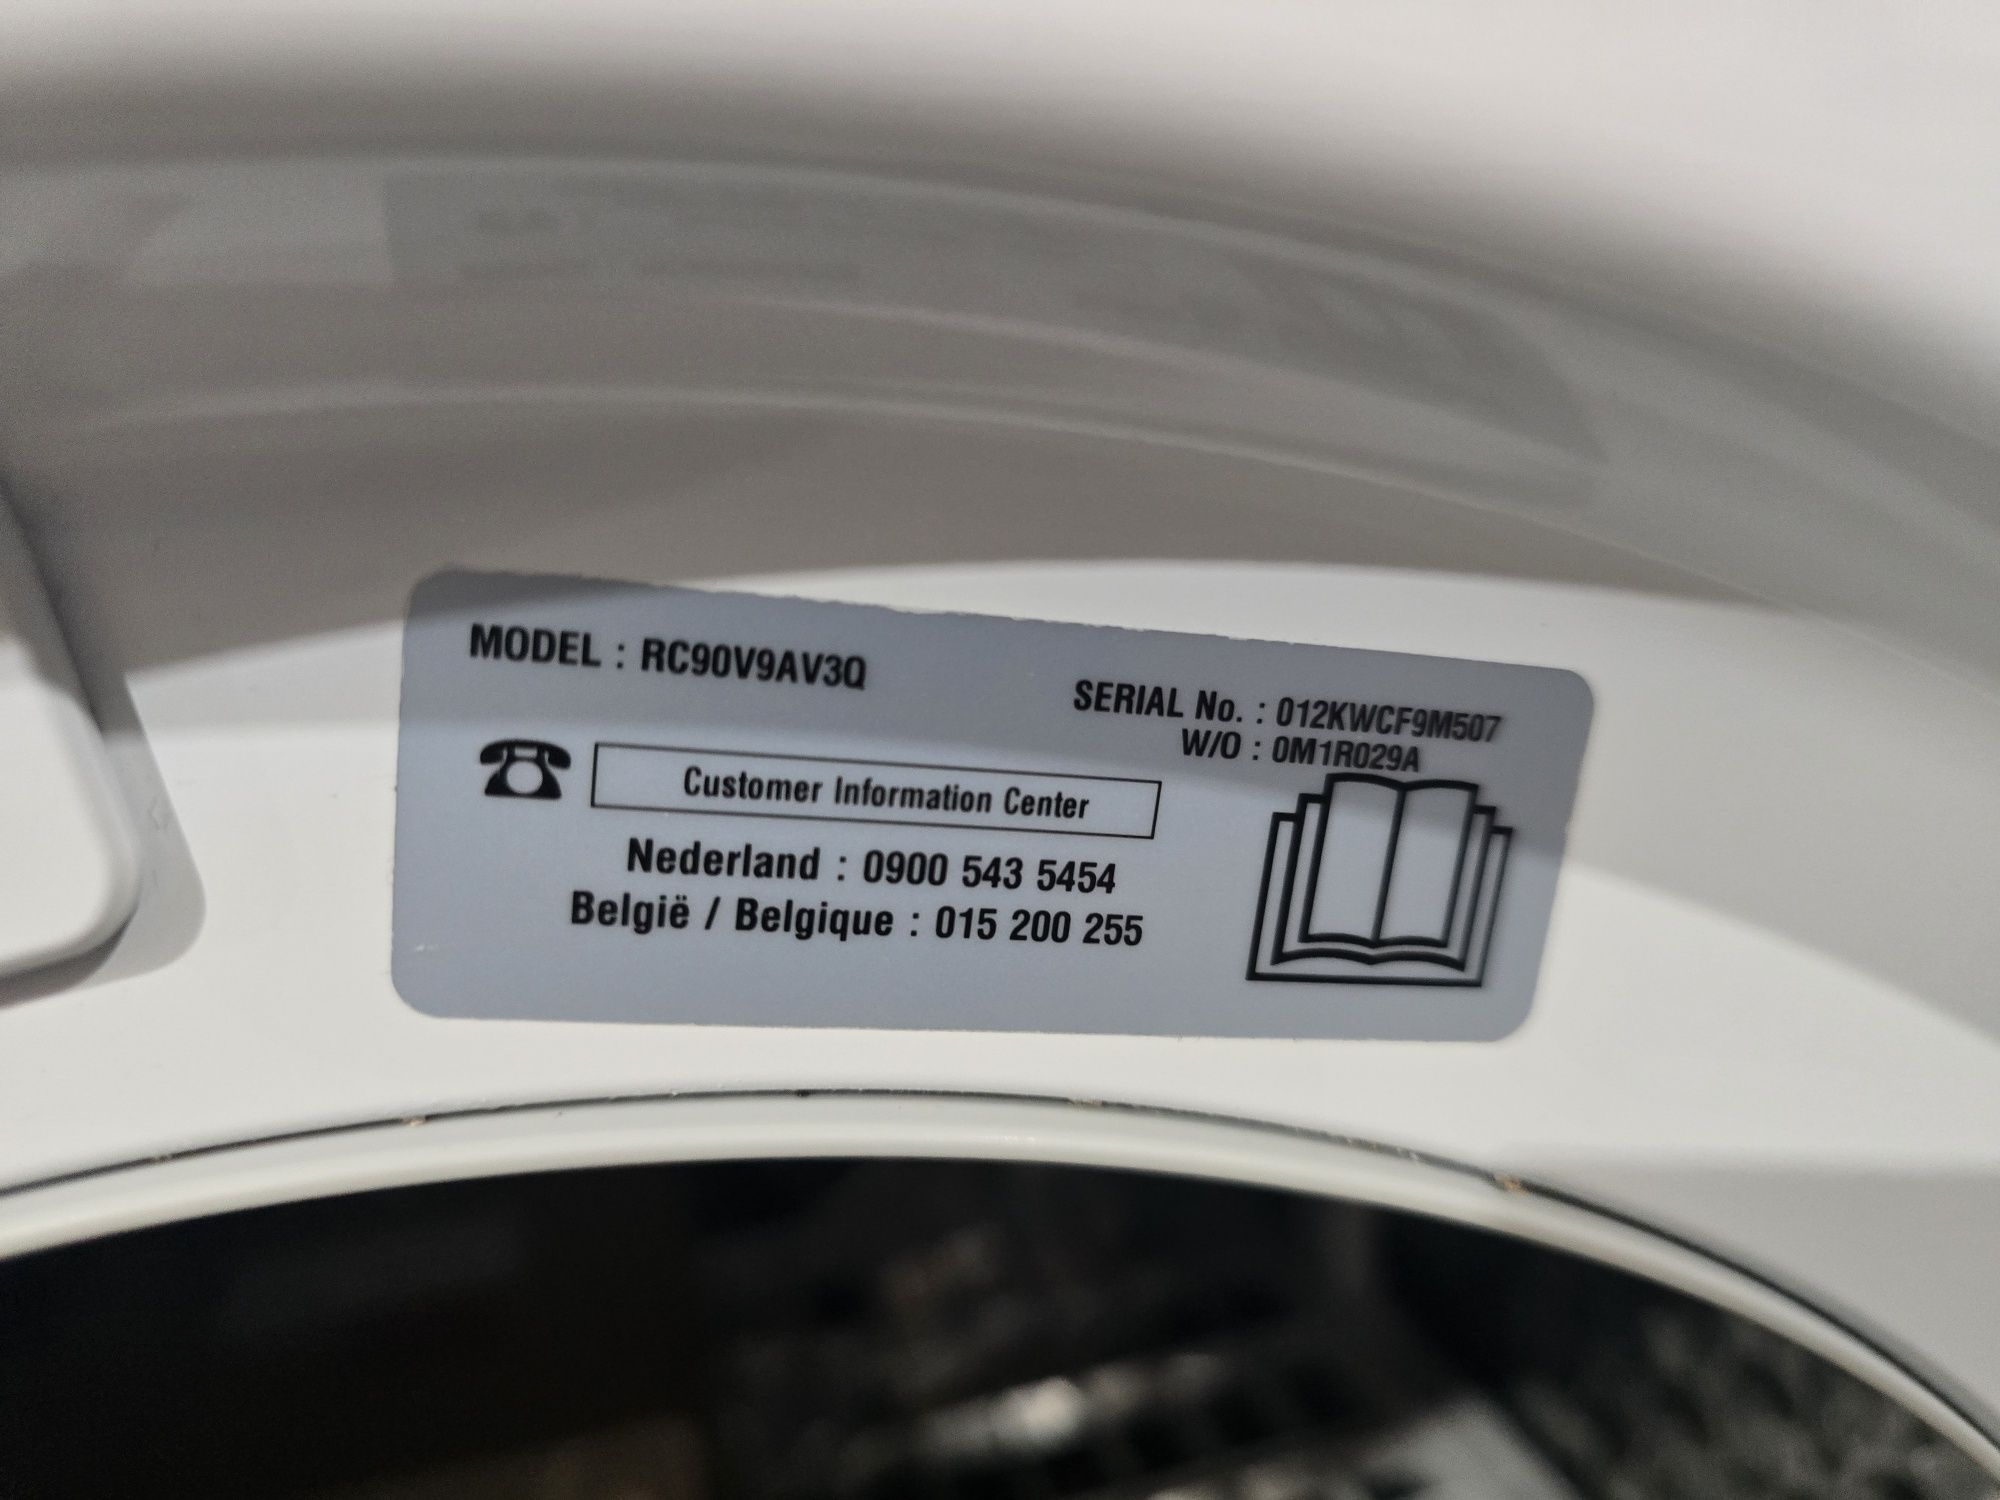 MODEL : RC90V9AV3Q
SERIAL No. : 012KWCF9M507
W/O : 0M1R029A
Customer Information Center
Nederland : 0900 543 5454
België / Belgique : 015 200 255